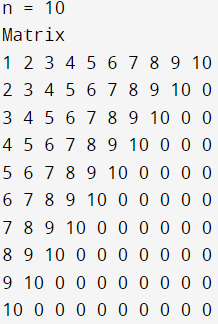 n = 10
Matrix
1 2 3 4 5 6 7 8 9 10
2 3 4 5 6 7 8 9 10 0
3 4 5 6 7 8 9 10 0 0
4 5 6 7 8 9 10 0 0 0
5 6 7 8 9 10 0 0 0 0
6 7 8 9 10 0 0 0 0 0
7 8 9 10 0 0 0 0 0 0
8 9 10 0 0 0 0 0 0 0
9 10 0 0 0 0 0 0 0 0
10 0 0 0 0 0 0 0 0 0